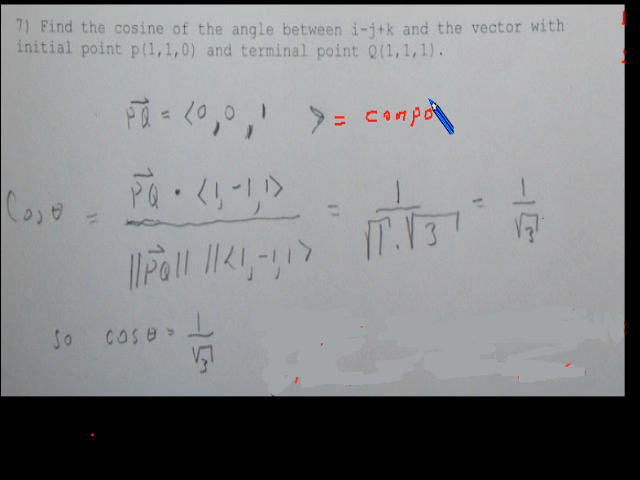 7) Find the cosine of the angle between i-j+k and the vector with
initial point p(1,1,0) and terminal point Q(1,1,1).
PQ⃗ = <0,0,1 > = compo
Cosθ = PQ⃗ · <1,-1,1> / ||PQ⃗|| ||<1,-1,1> = 1 / √1 · √3 = 1/√3
so cosθ = 1/√3